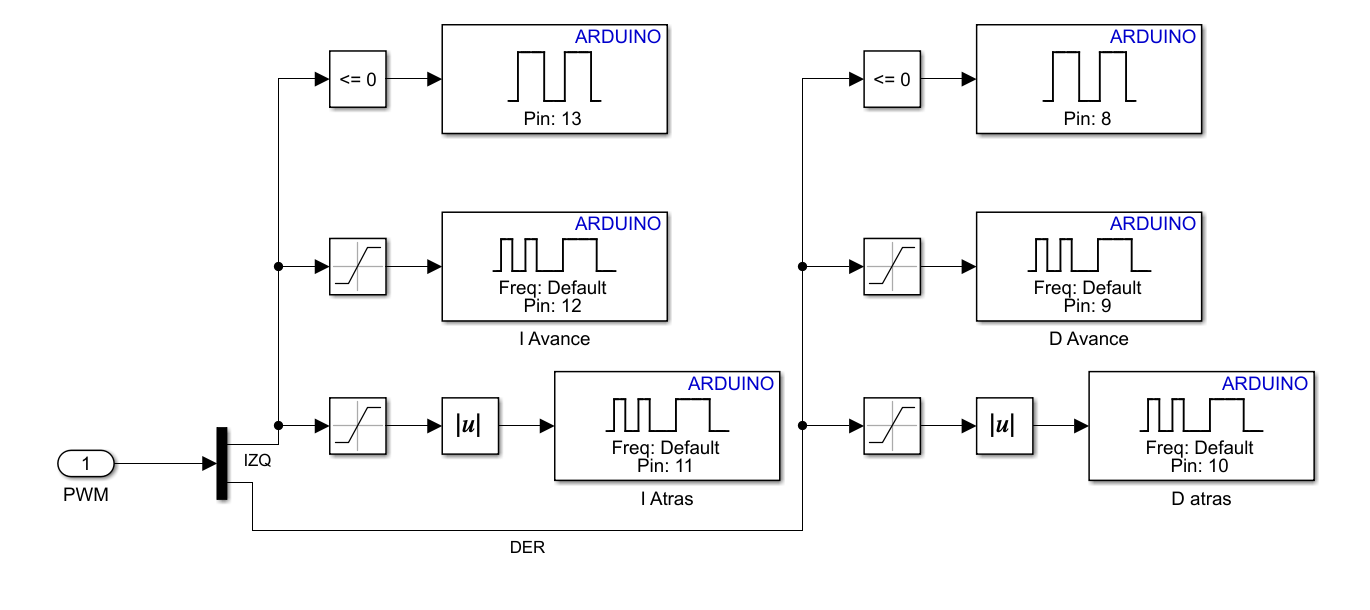 ARDUINO
<= 0
Pin: 13
ARDUINO
<= 0
Pin: 8
ARDUINO
Freq: Default
Pin: 12
I Avance
ARDUINO
Freq: Default
Pin: 9
D Avance
ARDUINO
|u|
Freq: Default
Pin: 11
I Atras
ARDUINO
|u|
Freq: Default
Pin: 10
D atras
1
PWM
IZQ
DER